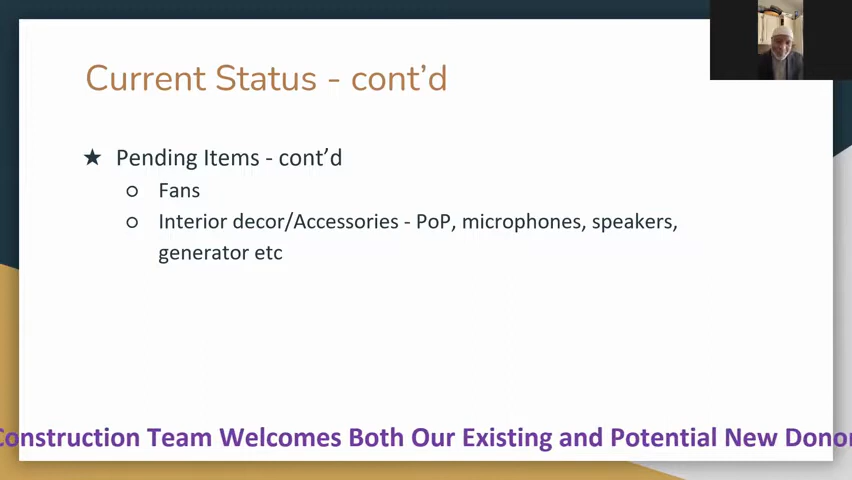 Current Status - cont’d
★ Pending Items - cont’d
○ Fans
○ Interior decor/Accessories - PoP, microphones, speakers,
generator etc
Construction Team Welcomes Both Our Existing and Potential New Donor